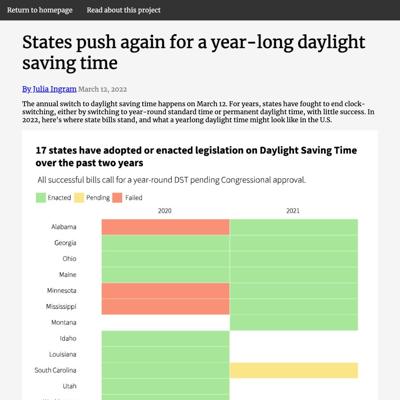 Return to homepage
Read about this project
States push again for a year-long daylight
saving time
By Julia Ingram March 12, 2022
The annual switch to daylight saving time happens on March 12. For years, states have fought to end clock-
switching, either by switching to year-round standard time or permanent daylight time, with little success. In
2022, here's where state bills stand, and what a yearlong daylight time might look like in the U.S.
17 states have adopted or enacted legislation on Daylight Saving Time
over the past two years
All successful bills call for a year-round DST pending Congressional approval.
Enacted Pending Failed
2020 2021
Alabama
Georgia
Ohio
Maine
Minnesota
Mississippi
Montana
Idaho
Louisiana
South Carolina
Utah